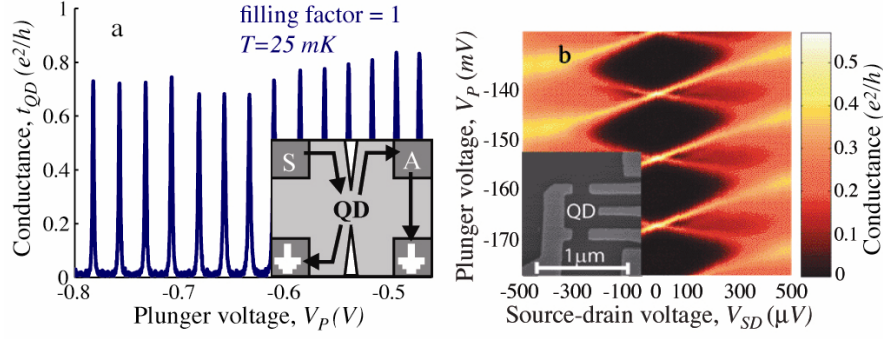 a
filling factor = 1
T=25 mK
Conductance, t_QD (e²/h)
1
0.8
0.6
0.4
0.2
0
S
A
QD
-0.8
-0.7
-0.6
-0.5
Plunger voltage, V_P (V)
b
Plunger voltage, V_P (mV)
-140
-150
-160
-170
QD
1µm
-500
-300
0
300
500
Source-drain voltage, V_SD (µV)
0.5
0.4
0.3
0.2
0.1
0
Conductance (e²/h)